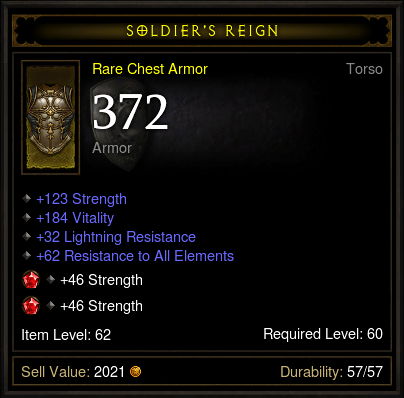 SOLDIER'S REIGN
Rare Chest Armor Torso
372
Armor
+123 Strength
+184 Vitality
+32 Lightning Resistance
+62 Resistance to All Elements
+46 Strength
+46 Strength
Item Level: 62 Required Level: 60
Sell Value: 2021 Durability: 57/57